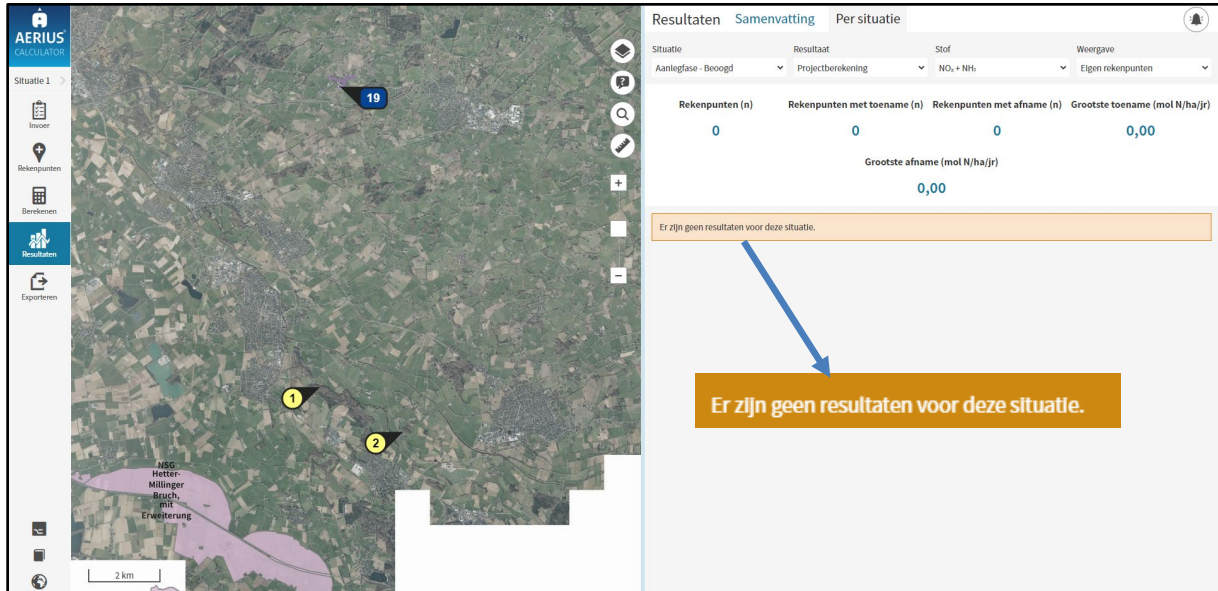 AERIUS
CALCULATOR
Situatie 1
Invoer
Rekenpunten
Berekenen
Resultaten
Exporteren
19
1
2
NSG
Hetter-
Millinger
Bruch,
mit
Erweiterung
2 km
Resultaten Samenvatting Per situatie
Situatie Resultaat Stof Weergave
Aanlegfase - Beoogd Projectberekening NOₓ + NH₃ Eigen rekenpunten
Rekenpunten (n) Rekenpunten met toename (n) Rekenpunten met afname (n) Grootste toename (mol N/ha/jr)
0 0 0 0,00
Grootste afname (mol N/ha/jr)
0,00
Er zijn geen resultaten voor deze situatie.
Er zijn geen resultaten voor deze situatie.